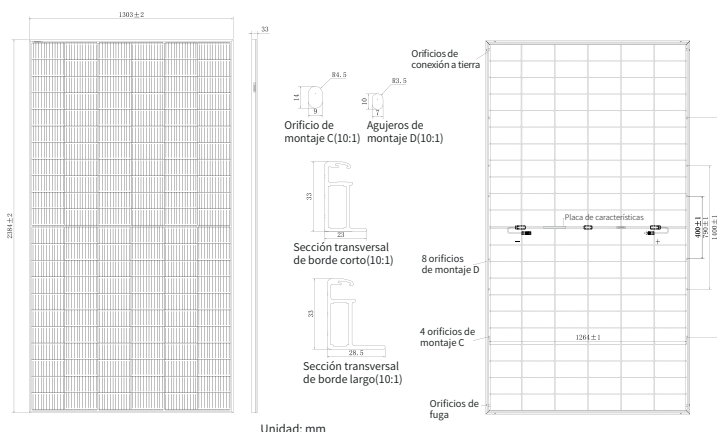 1303±2
33
2384±2
R4.5
14
9
Orificio de
montaje C(10:1)
R3.5
10
7
Agujeros de
montaje D(10:1)
33
23
Sección transversal
de borde corto(10:1)
33
28.5
Sección transversal
de borde largo(10:1)
Unidad: mm
Orificios de
conexión a tierra
Placa de características
−
+
400±1
790±1
1400±1
8 orificios
de montaje D
4 orificios de
montaje C
1264±1
Orificios de
fuga